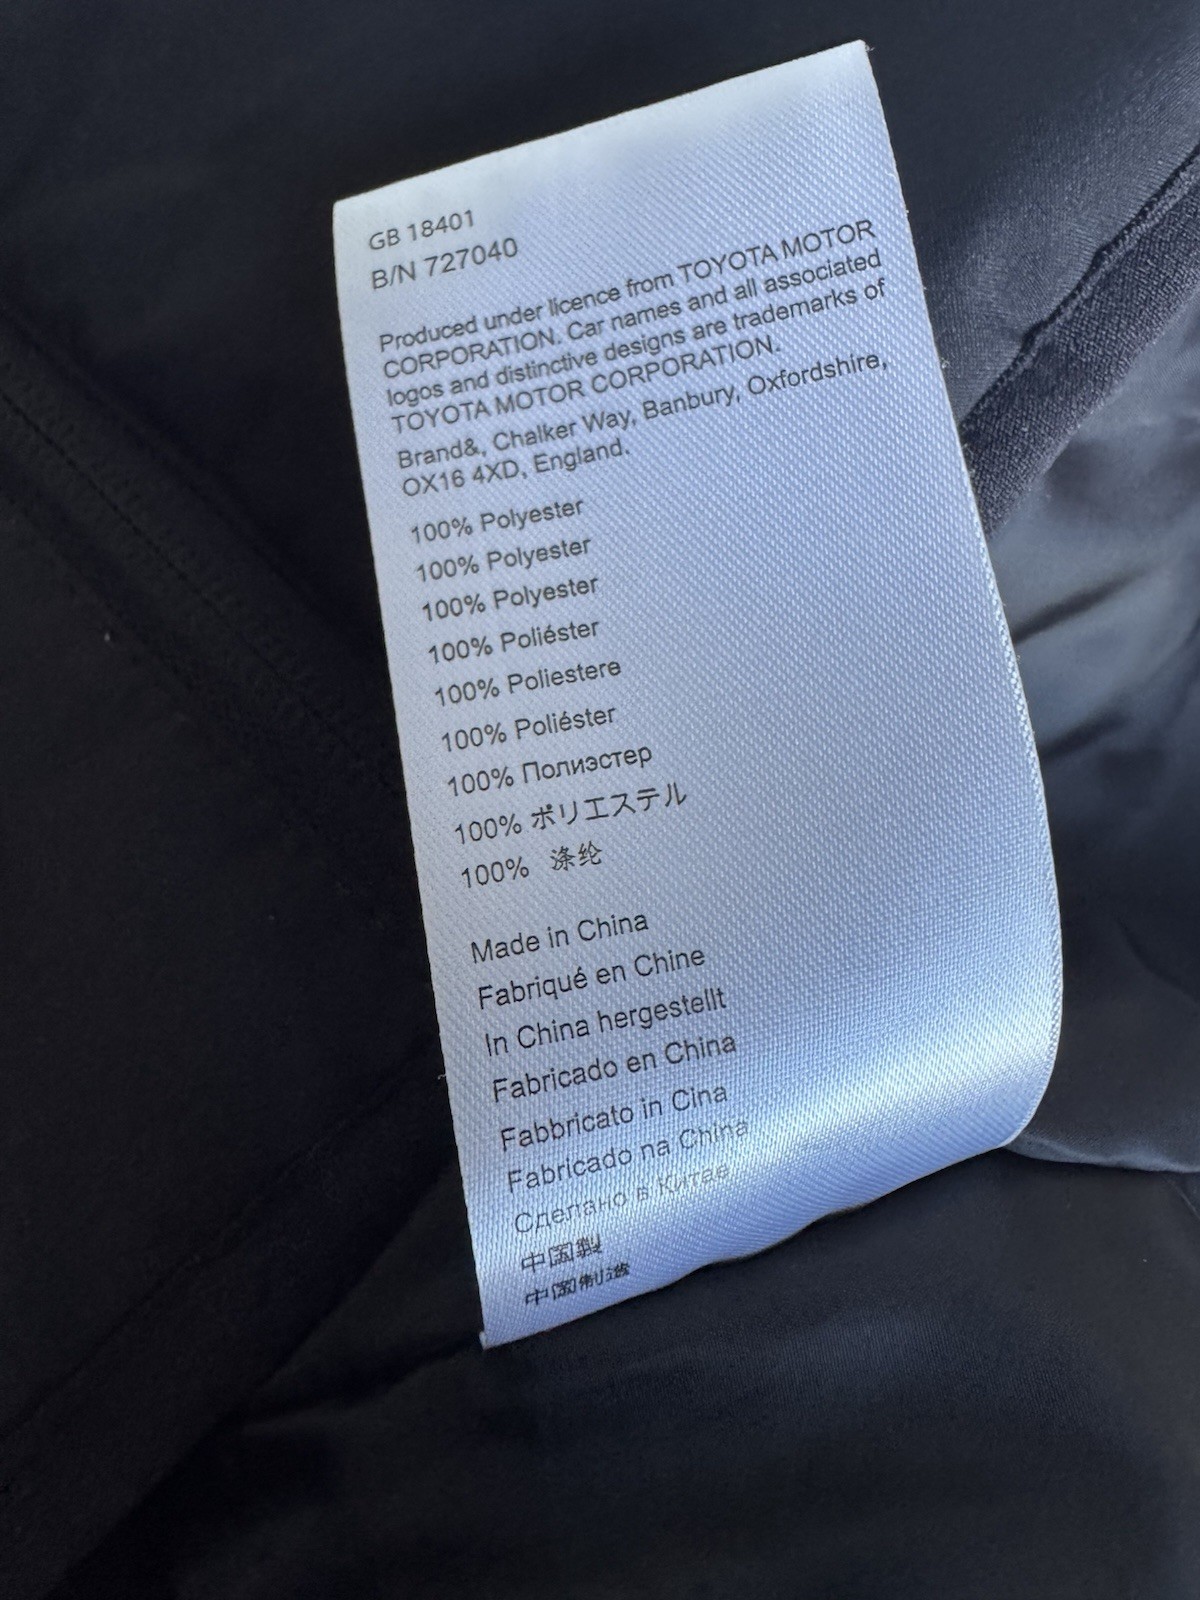 GB 18401
B/N 727040
Produced under licence from TOYOTA MOTOR
CORPORATION. Car names and all associated
logos and distinctive designs are trademarks of
TOYOTA MOTOR CORPORATION.
Brand&, Chalker Way, Banbury, Oxfordshire,
OX16 4XD, England.
100% Polyester
100% Polyester
100% Polyester
100% Poliéster
100% Poliestere
100% Poliéster
100% Полиэстер
100% ポリエステル
100% 涤纶
Made in China
Fabriqué en Chine
In China hergestellt
Fabricado en China
Fabbricato in Cina
Fabricado na China
Сделано в Китае
中国製
中国制造